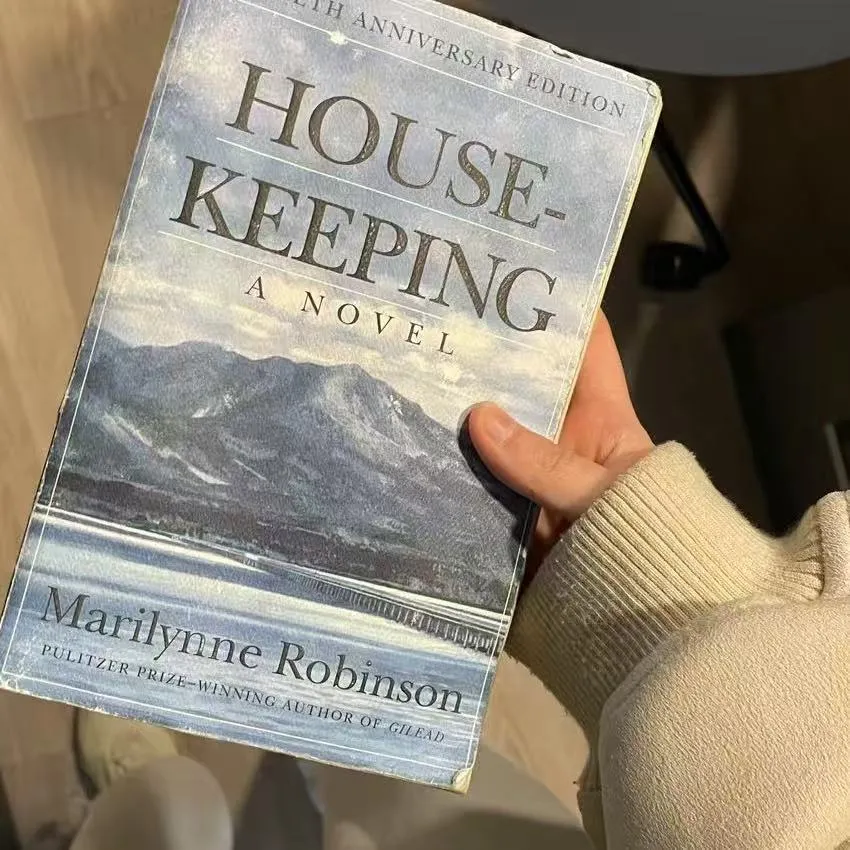 ANNIVERSARY EDITION
HOUSE-
KEEPING
A NOVEL
Marilynne Robinson
PULITZER PRIZE–WINNING AUTHOR OF GILEAD